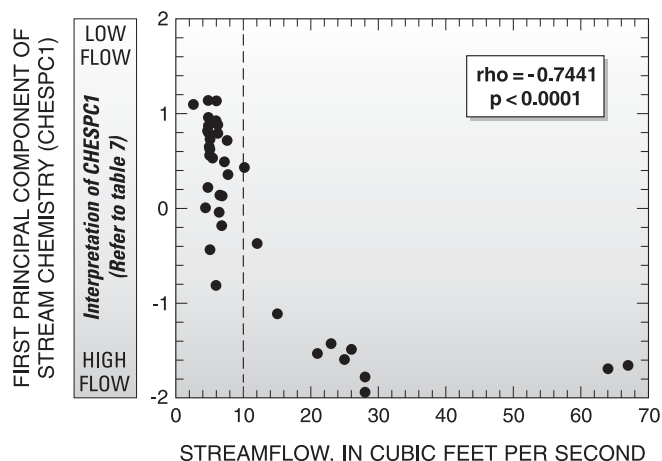 FIRST PRINCIPAL COMPONENT OF
STREAM CHEMISTRY (CHESPC1)
LOW
FLOW
Interpretation of CHESPC1
(Refer to table 7)
HIGH
FLOW
2
1
0
-1
-2
rho = -0.7441
p < 0.0001
0 10 20 30 40 50 60 70
STREAMFLOW, IN CUBIC FEET PER SECOND